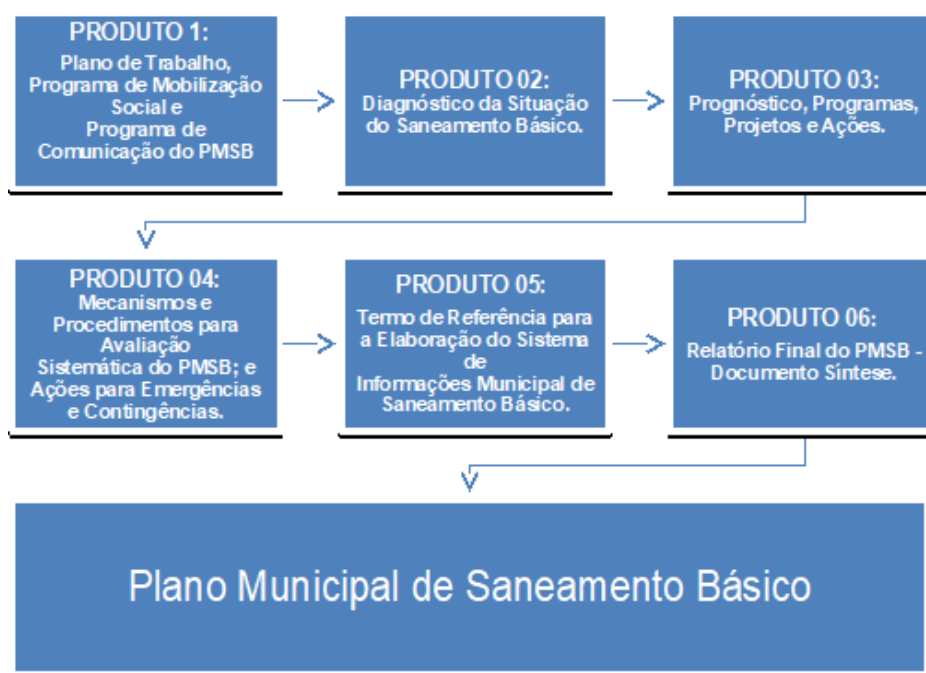 PRODUTO 1:
Plano de Trabalho,
Programa de Mobilização
Social e
Programa de
Comunicação do PMSB
PRODUTO 02:
Diagnóstico da Situação
do Saneamento Básico.
PRODUTO 03:
Prognóstico, Programas,
Projetos e Ações.
PRODUTO 04:
Mecanismos e
Procedimentos para
Avaliação
Sistemática do PMSB; e
Ações para Emergências
e Contingências.
PRODUTO 05:
Termo de Referência para
a Elaboração do Sistema
de
Informações Municipal de
Saneamento Básico.
PRODUTO 06:
Relatório Final do PMSB -
Documento Síntese.
Plano Municipal de Saneamento Básico